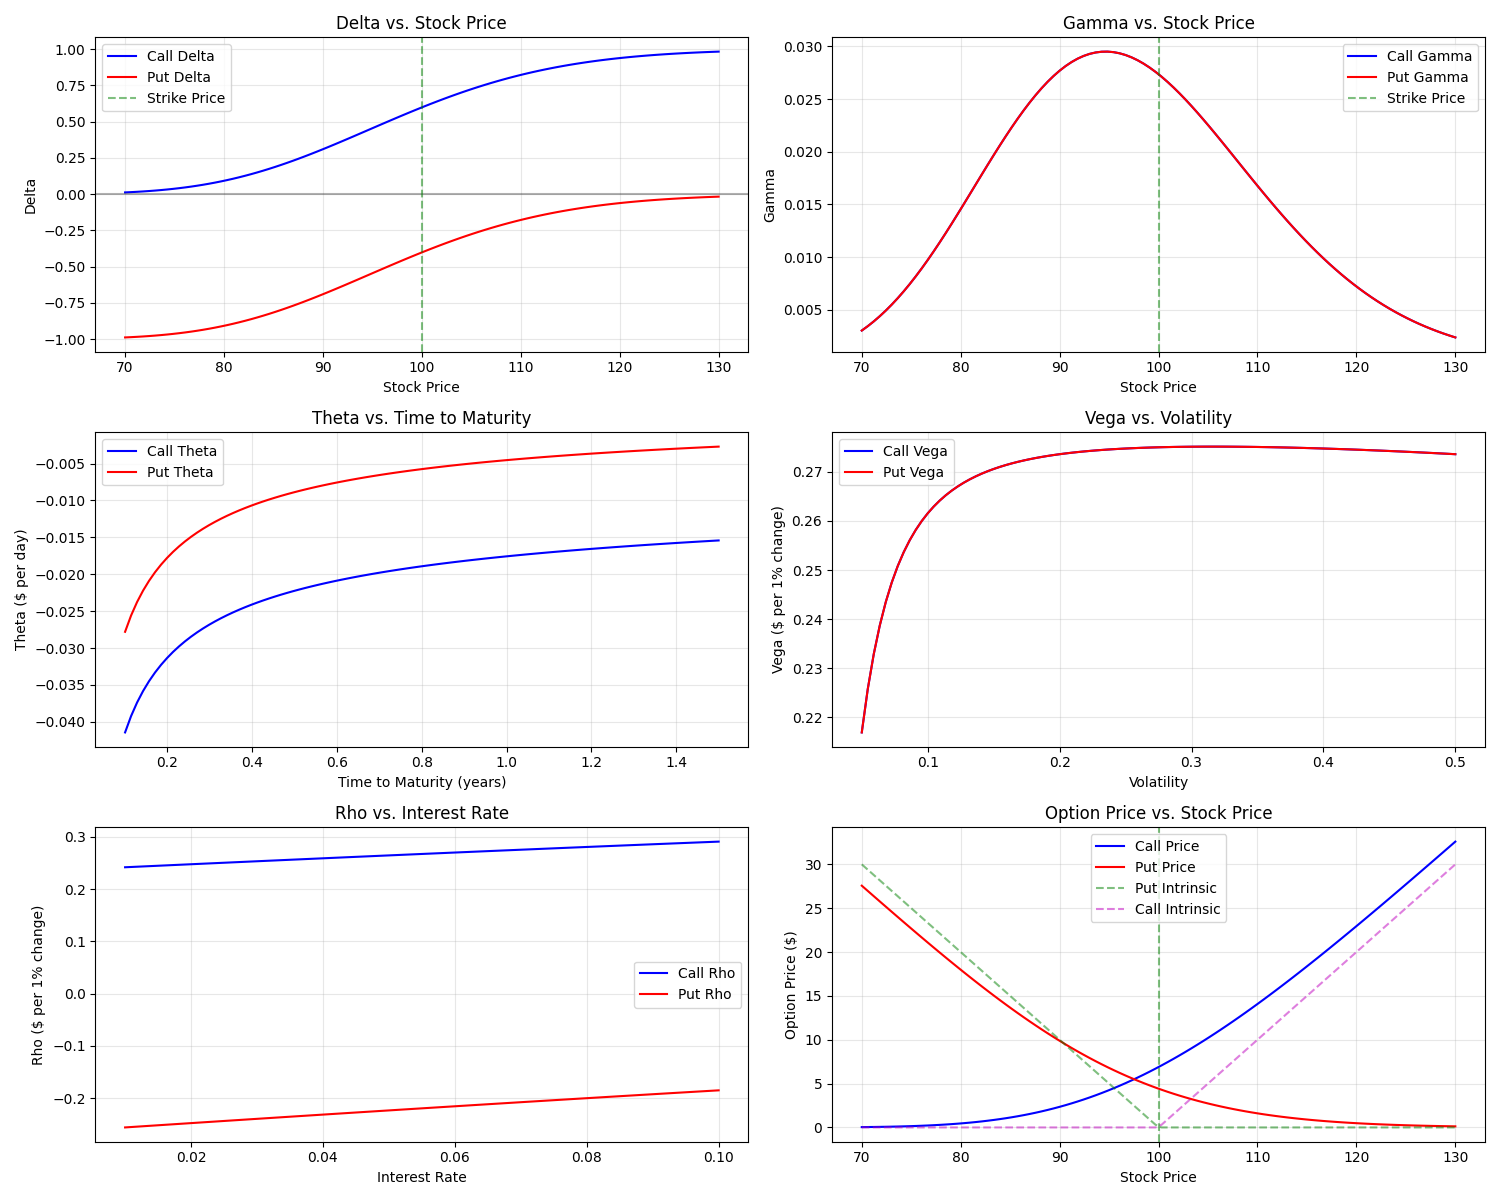 Delta vs. Stock Price
1.00
0.75
0.50
0.25
0.00
−0.25
−0.50
−0.75
−1.00
Delta
Call Delta
Put Delta
Strike Price
70 80 90 100 110 120 130
Stock Price
Gamma vs. Stock Price
0.030
0.025
0.020
0.015
0.010
0.005
Gamma
Call Gamma
Put Gamma
Strike Price
70 80 90 100 110 120 130
Stock Price
Theta vs. Time to Maturity
−0.005
−0.010
−0.015
−0.020
−0.025
−0.030
−0.035
−0.040
Theta ($ per day)
Call Theta
Put Theta
0.2 0.4 0.6 0.8 1.0 1.2 1.4
Time to Maturity (years)
Vega vs. Volatility
0.27
0.26
0.25
0.24
0.23
0.22
Vega ($ per 1% change)
Call Vega
Put Vega
0.1 0.2 0.3 0.4 0.5
Volatility
Rho vs. Interest Rate
0.3
0.2
0.1
0.0
−0.1
−0.2
Rho ($ per 1% change)
Call Rho
Put Rho
0.02 0.04 0.06 0.08 0.10
Interest Rate
Option Price vs. Stock Price
30
25
20
15
10
5
0
Option Price ($)
Call Price
Put Price
Put Intrinsic
Call Intrinsic
70 80 90 100 110 120 130
Stock Price